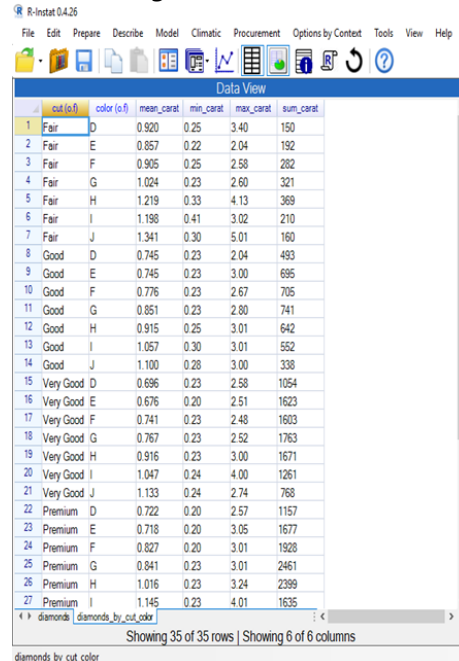 R-Instat 0.4.26
File Edit Prepare Describe Model Climatic Procurement Options by Context Tools View Help
Data View
cut (o.f) color (o.f) mean_carat min_carat max_carat sum_carat
1 Fair D 0.920 0.25 3.40 150
2 Fair E 0.857 0.22 2.04 192
3 Fair F 0.905 0.25 2.58 282
4 Fair G 1.024 0.23 2.60 321
5 Fair H 1.219 0.33 4.13 369
6 Fair I 1.198 0.41 3.02 210
7 Fair J 1.341 0.30 5.01 160
8 Good D 0.745 0.23 2.04 493
9 Good E 0.745 0.23 3.00 695
10 Good F 0.776 0.23 2.67 705
11 Good G 0.851 0.23 2.80 741
12 Good H 0.915 0.25 3.01 642
13 Good I 1.057 0.30 3.01 552
14 Good J 1.100 0.28 3.00 338
15 Very Good D 0.696 0.23 2.58 1054
16 Very Good E 0.676 0.20 2.51 1623
17 Very Good F 0.741 0.23 2.48 1603
18 Very Good G 0.767 0.23 2.52 1763
19 Very Good H 0.916 0.23 3.00 1671
20 Very Good I 1.047 0.24 4.00 1261
21 Very Good J 1.133 0.24 2.74 768
22 Premium D 0.722 0.20 2.57 1157
23 Premium E 0.718 0.20 3.05 1677
24 Premium F 0.827 0.20 3.01 1928
25 Premium G 0.841 0.23 3.01 2461
26 Premium H 1.016 0.23 3.24 2399
27 Premium I 1.145 0.23 4.01 1635
diamonds diamonds_by_cut_color
Showing 35 of 35 rows | Showing 6 of 6 columns
diamonds_by_cut_color